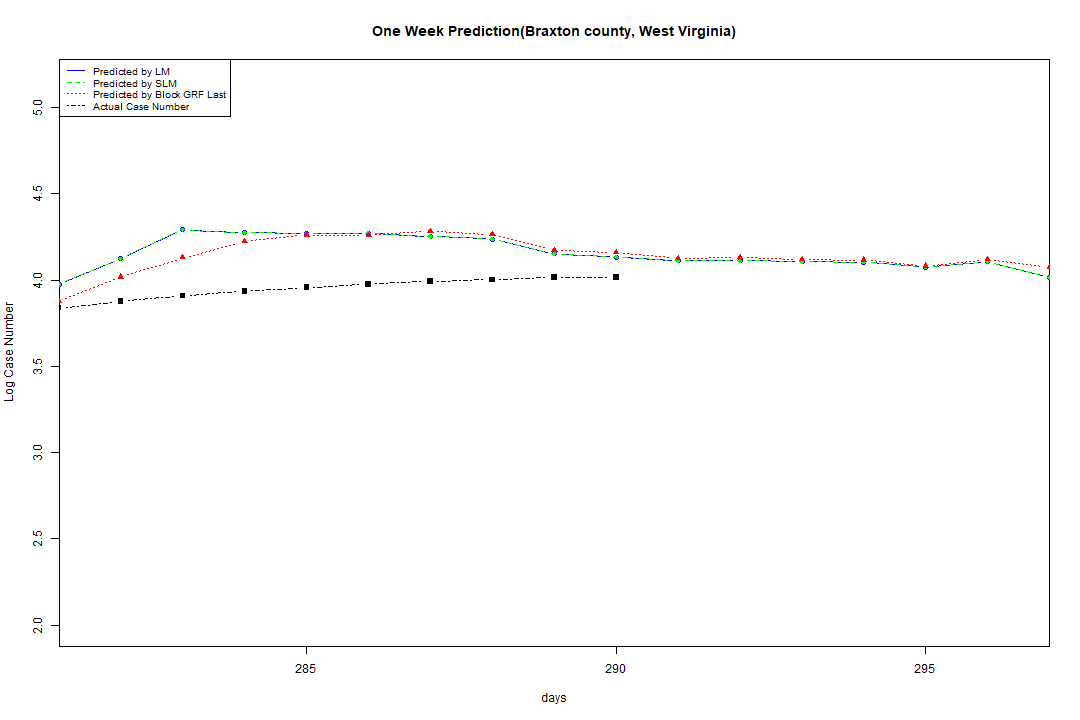 One Week Prediction(Braxton county, West Virginia)
Predicted by LM
Predicted by SLM
Predicted by Block GRF Last
Actual Case Number
5.0
4.5
4.0
3.5
3.0
2.5
2.0
Log Case Number
285
290
295
days